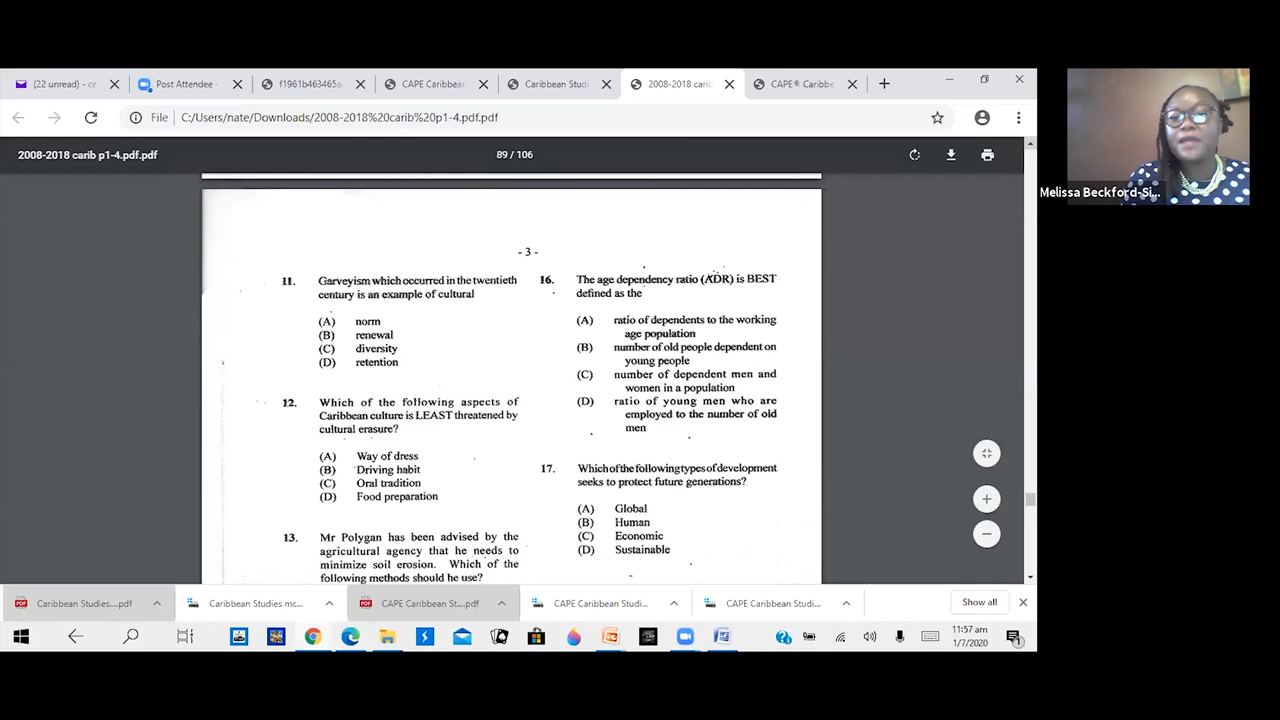 (22 unread) - ca
Post Attendee -
f1961b463465a
CAPE Caribbean
Caribbean Studi
2008-2018 carib
CAPE® Caribbe
File
C:/Users/nate/Downloads/2008-2018%20carib%20p1-4.pdf.pdf
2008-2018 carib p1-4.pdf.pdf
89 / 106
Melissa Beckford-Si...
- 3 -
11. Garveyism which occurred in the twentieth
century is an example of cultural
(A) norm
(B) renewal
(C) diversity
(D) retention
12. Which of the following aspects of
Caribbean culture is LEAST threatened by
cultural erasure?
(A) Way of dress
(B) Driving habit
(C) Oral tradition
(D) Food preparation
13. Mr Polygan has been advised by the
agricultural agency that he needs to
minimize soil erosion. Which of the
following methods should he use?
16. The age dependency ratio (ADR) is BEST
defined as the
(A) ratio of dependents to the working
age population
(B) number of old people dependent on
young people
(C) number of dependent men and
women in a population
(D) ratio of young men who are
employed to the number of old
men
17. Which of the following types of development
seeks to protect future generations?
(A) Global
(B) Human
(C) Economic
(D) Sustainable
Caribbean Studies....pdf
Caribbean Studies mc...
CAPE Caribbean St....pdf
CAPE Caribbean Studi...
CAPE Caribbean Studi...
Show all
11:57 am
1/7/2020